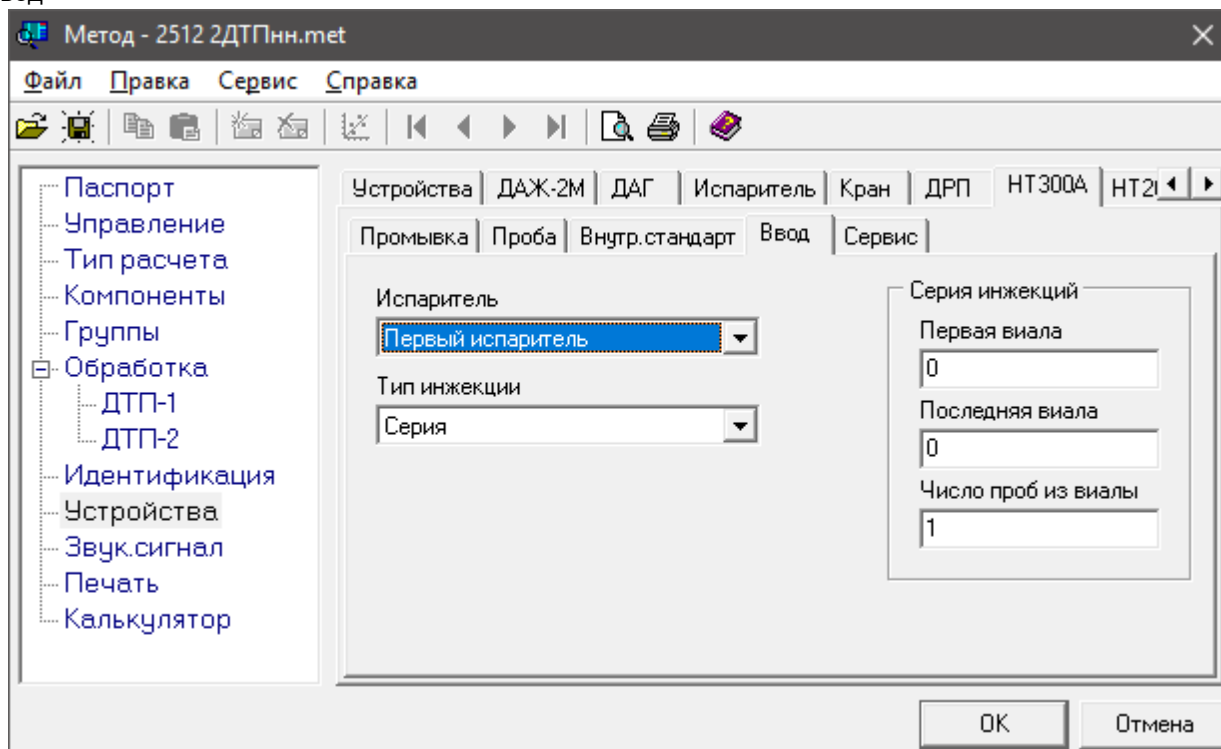 Метод - 2512 2ДТПнн.met
Файл Правка Сервис Справка
Паспорт
Управление
Тип расчета
Компоненты
Группы
Обработка
ДТП-1
ДТП-2
Идентификация
Устройства
Звук.сигнал
Печать
Калькулятор
Устройства ДАЖ-2М ДАГ Испаритель Кран ДРП HT300A
Промывка Проба Внутр.стандарт Ввод Сервис
Испаритель
Первый испаритель
Тип инжекции
Серия
Серия инжекций
Первая виала
0
Последняя виала
0
Число проб из виалы
1
OK Отмена